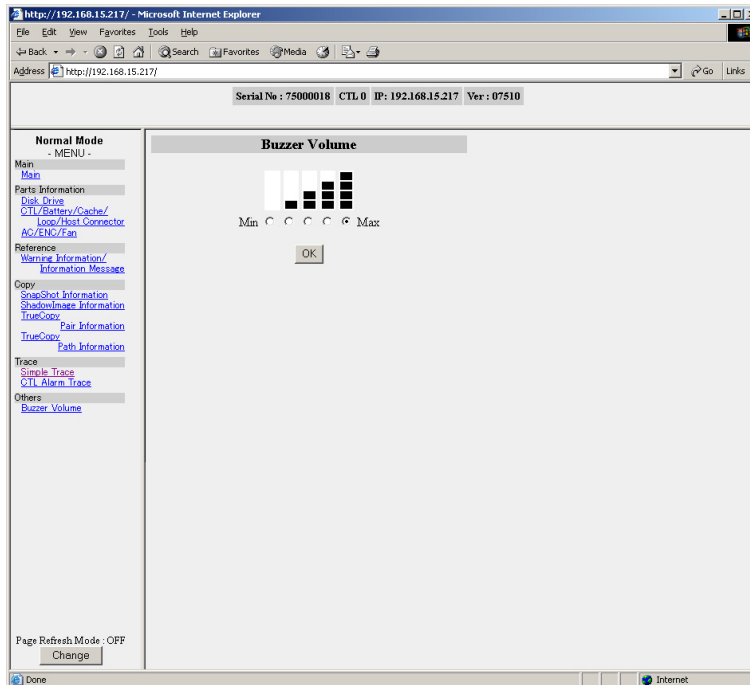 http://192.168.15.217/ - Microsoft Internet Explorer
File Edit View Favorites Tools Help
Back Search Favorites Media
Address http://192.168.15.217/ Go Links
Serial No : 75000018 CTL 0 IP: 192.168.15.217 Ver : 07510
Normal Mode
- MENU -
Main
Main
Parts Information
Disk Drive
CTL/Battery/Cache/
Loop/Host Connector
AC/ENC/Fan
Reference
Warning Information/
Information Message
Copy
SnapShot Information
ShadowImage Information
TrueCopy
Pair Information
TrueCopy
Path Information
Trace
Simple Trace
CTL Alarm Trace
Others
Buzzer Volume
Page Refresh Mode : OFF
Change
Buzzer Volume
Min Max
OK
Done Internet